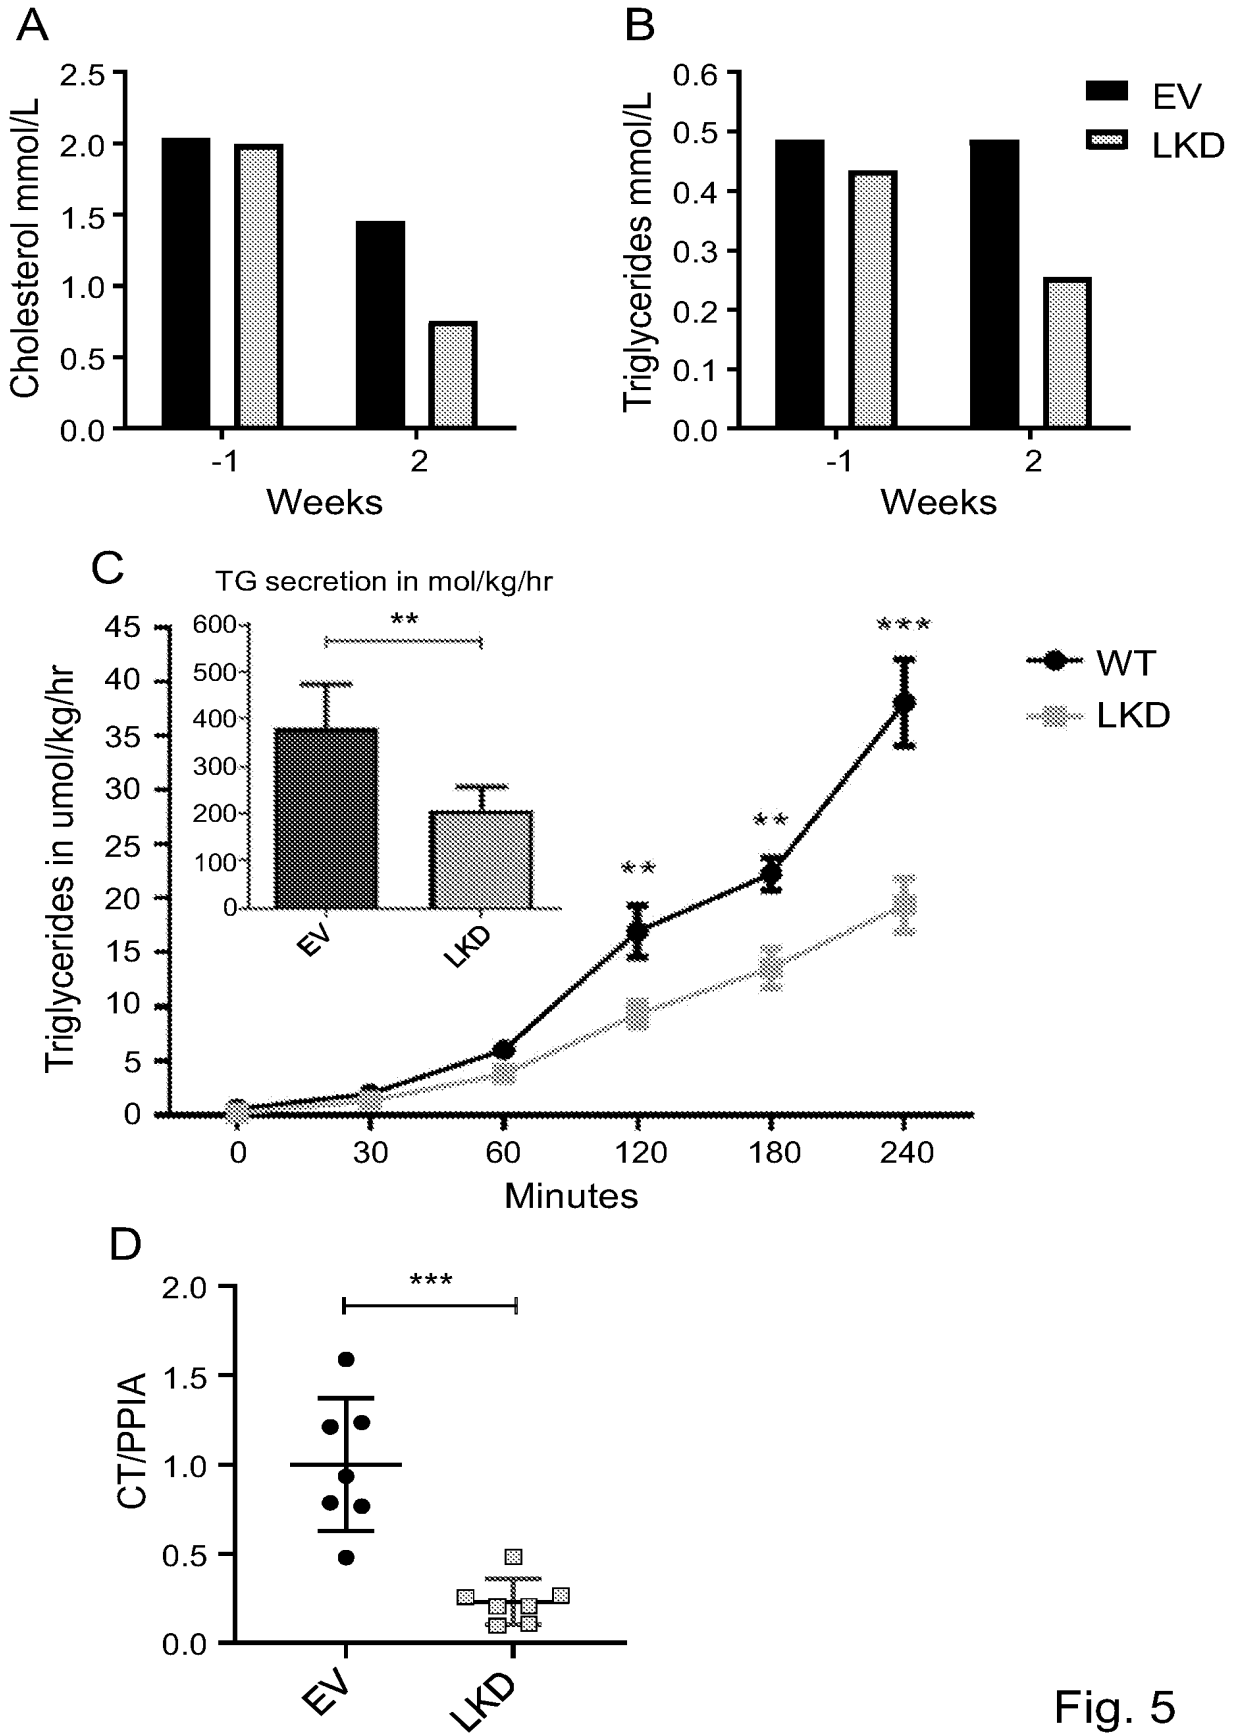 A
Cholesterol mmol/L
2.5
2.0
1.5
1.0
0.5
0.0
-1 2
Weeks
B
Triglycerides mmol/L
0.6
0.5
0.4
0.3
0.2
0.1
0.0
-1 2
Weeks
EV
LKD
C
Triglycerides in umol/kg/hr
45
40
35
30
25
20
15
10
5
0
0 30 60 120 180 240
Minutes
TG secretion in mol/kg/hr
600
500
400
300
200
100
0
**
EV LKD
**
**
***
WT
LKD
D
CT/PPIA
2.0
1.5
1.0
0.5
0.0
***
EV LKD
Fig. 5